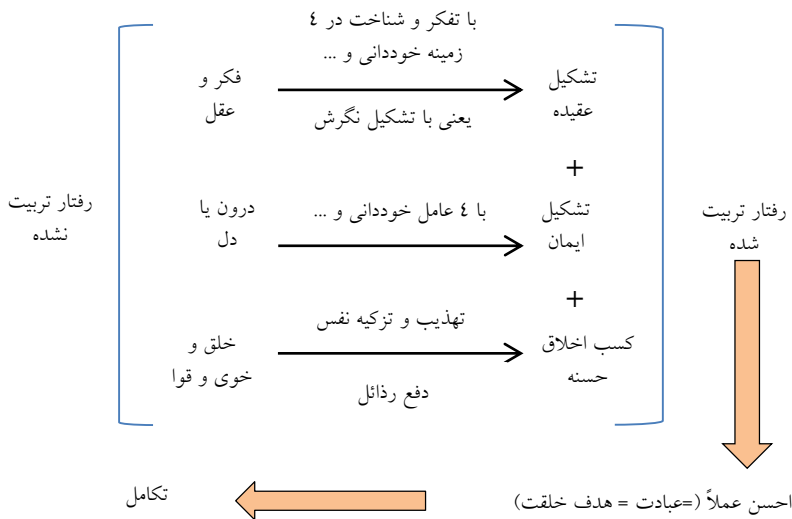 با تفکر و شناخت در ٤
زمینه خوددانی و ...
فکر و
عقل
تشکیل
عقیده
یعنی با تشکیل نگرش
+
رفتار تربیت
نشده
درون یا
دل
با ٤ عامل خوددانی و ...
تشکیل
ایمان
رفتار تربیت
شده
+
خلق و
خوی و قوا
تهذیب و تزکیه نفس
دفع رذائل
کسب اخلاق
حسنه
احسن عملاً (=عبادت = هدف خلقت)
تکامل